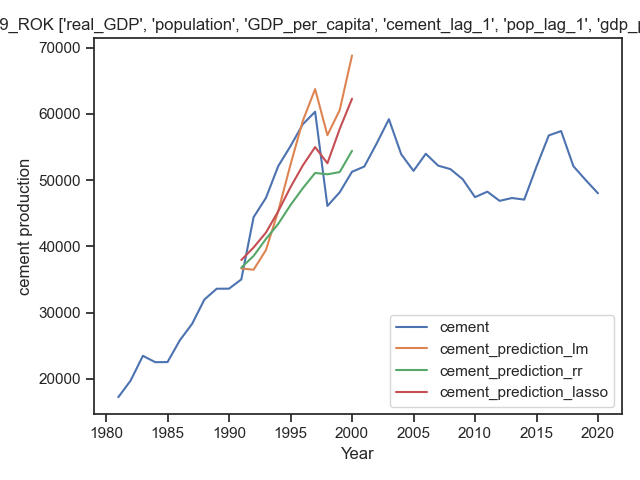 9_ROK ['real_GDP', 'population', 'GDP_per_capita', 'cement_lag_1', 'pop_lag_1', 'gdp_p
70000
60000
50000
40000
30000
20000
cement production
1980
1985
1990
1995
2000
2005
2010
2015
2020
Year
cement
cement_prediction_lm
cement_prediction_rr
cement_prediction_lasso